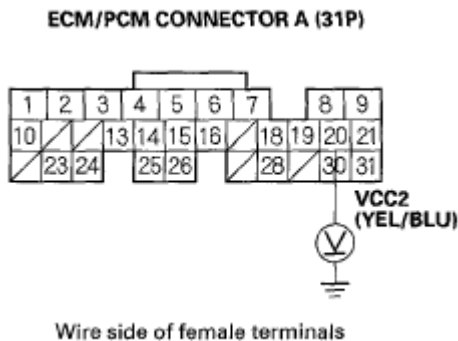 ECM/PCM CONNECTOR A (31P)
1 2 3 4 5 6 7 8 9
10 13 14 15 16 18 19 20 21
23 24 25 26 28 30 31
VCC2
(YEL/BLU)
V
Wire side of female terminals